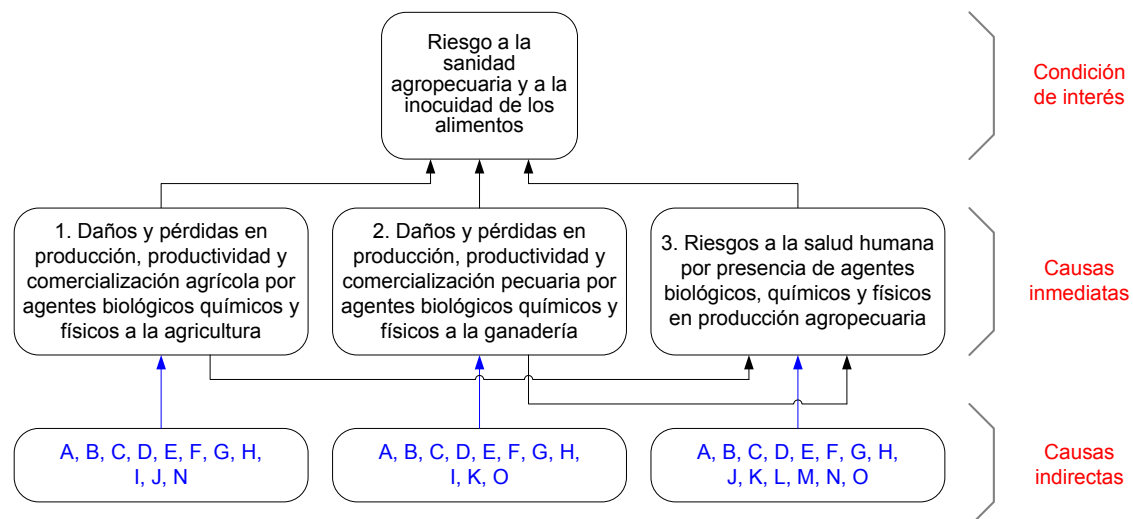 Riesgo a la
sanidad
agropecuaria y a la
inocuidad de los
alimentos
Condición
de interés
1. Daños y pérdidas en
producción, productividad y
comercialización agrícola por
agentes biológicos químicos y
físicos a la agricultura
2. Daños y pérdidas en
producción, productividad y
comercialización pecuaria por
agentes biológicos químicos y
físicos a la ganadería
3. Riesgos a la salud humana
por presencia de agentes
biológicos, químicos y físicos
en producción agropecuaria
Causas
inmediatas
A, B, C, D, E, F, G, H,
I, J, N
A, B, C, D, E, F, G, H,
I, K, O
A, B, C, D, E, F, G, H,
J, K, L, M, N, O
Causas
indirectas